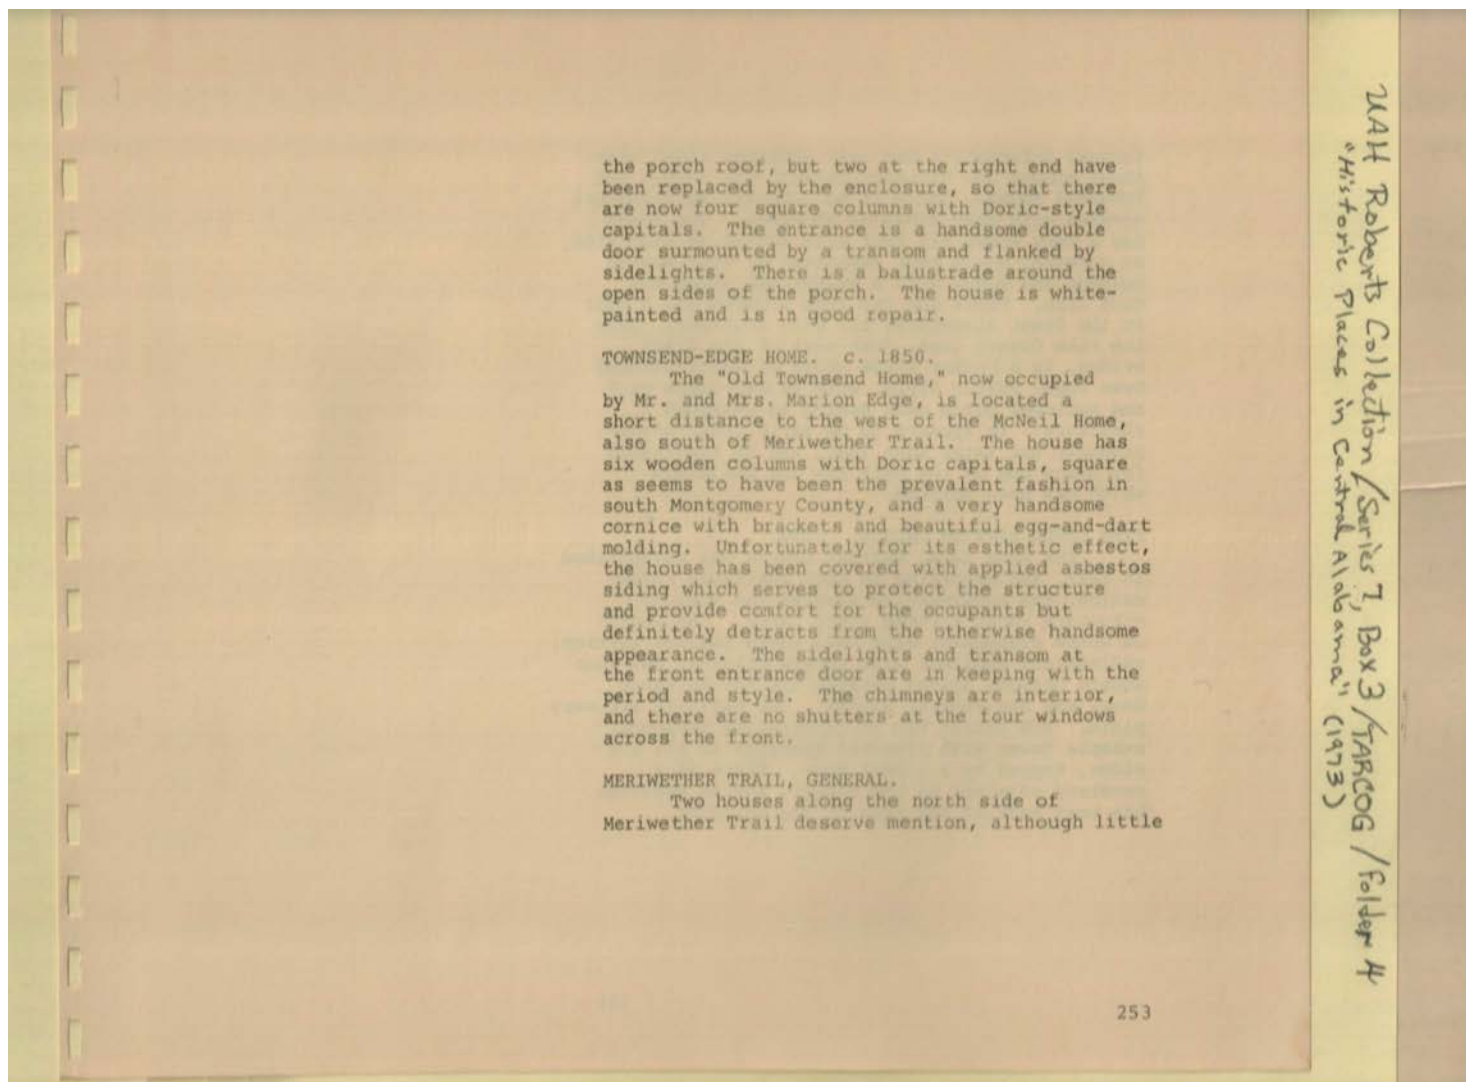 the porch roof, but two at the right end have
been replaced by the enclosure, so that there
are now four square columns with Doric-style
capitals. The entrance is a handsome double
door surmounted by a transom and flanked by
sidelights. There is a balustrade around the
open sides of the porch. The house is white-
painted and is in good repair.
TOWNSEND-EDGE HOME. c. 1850.
The "Old Townsend Home," now occupied
by Mr. and Mrs. Marion Edge, is located a
short distance to the west of the McNeil Home,
also south of Meriwether Trail. The house has
six wooden columns with Doric capitals, square
as seems to have been the prevalent fashion in
south Montgomery County, and a very handsome
cornice with brackets and beautiful egg-and-dart
molding. Unfortunately for its esthetic effect,
the house has been covered with applied asbestos
siding which serves to protect the structure
and provide comfort for the occupants but
definitely detracts from the otherwise handsome
appearance. The sidelights and transom at
the front entrance door are in keeping with the
period and style. The chimneys are interior,
and there are no shutters at the four windows
across the front.
MERIWETHER TRAIL, GENERAL.
Two houses along the north side of
Meriwether Trail deserve mention, although little
253
UAH Roberts Collection/Series 7, Box 3/TARCOG/Folder 4
"Historic Places in Central Alabama" (1973)